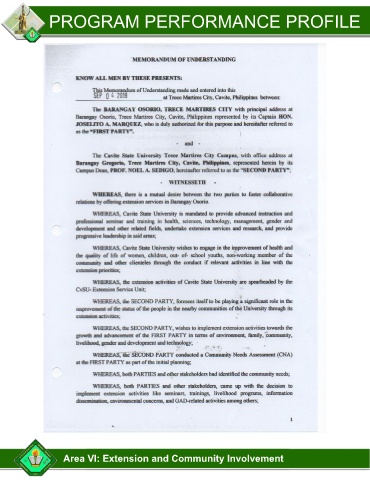 PROGRAM PERFORMANCE PROFILE
MEMORANDUM OF UNDERSTANDING
KNOW ALL MEN BY THESE PRESENTS:
This Memorandum of Understanding made and entered into this
SEP 04 2018 at Trece Martires City, Cavite, Philippines between:
The BARANGAY OSORIO, TRECE MARTIRES CITY with principal address at
Barangay Osorio, Trece Martires City, Cavite, Philippines represented by its Captain HON.
JOSELITO A. MARQUEZ, who is duly authorized for this purpose and hereinafter referred to
as the "FIRST PARTY".
- and -
The Cavite State University Trece Martires City Campus, with office address at
Barangay Gregorio, Trece Martires City, Cavite, Philippines, represented herein by its
Campus Dean, PROF. NOEL A. SEDIGO, hereinafter referred to as the "SECOND PARTY".
- WITNESSETH -
WHEREAS, there is a mutual desire between the two parties to foster collaborative
relations by offering extension services in Barangay Osorio.
WHEREAS, Cavite State University is mandated to provide advanced instruction and
professional seminar and training in health, sciences, technology, management, gender and
development and other related fields, undertake extension services and research, and provide
progressive leadership in said areas;
WHEREAS, Cavite State University wishes to engage in the improvement of health and
the quality of life of women, children, out- of- school youths, non-working member of the
community and other clienteles through the conduct if relevant activities in line with the
extension priorities;
WHEREAS, the extension activities of Cavite State University are spearheaded by the
CvSU- Extension Service Unit;
WHEREAS, the SECOND PARTY, foresees itself to be playing a significant role in the
improvement of the status of the people in the nearby communities of the University through its
extension activities;
WHEREAS, the SECOND PARTY, wishes to implement extension activities towards the
growth and advancement of the FIRST PARTY in terms of environment, family, community,
livelihood, gender and development and technology;
WHEREAS, the SECOND PARTY conducted a Community Needs Assessment (CNA)
at the FIRST PARTY as part of the initial planning;
WHEREAS, both PARTIES and other stakeholders had identified the community needs;
WHEREAS, both PARTIES and other stakeholders, came up with the decision to
implement extension activities like seminars, trainings, livelihood programs, information
dissemination, environmental concerns, and GAD-related activities among others;
1
Area VI: Extension and Community Involvement